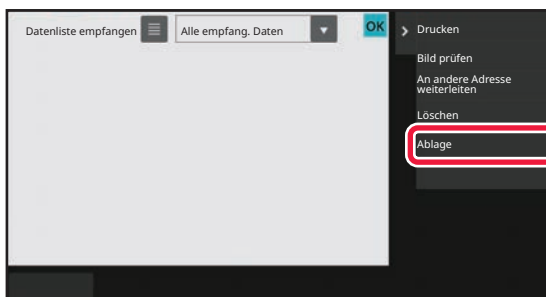 Datenliste empfangen
Alle empfang. Daten
OK
Drucken
Bild prüfen
An andere Adresse
weiterleiten
Löschen
Ablage